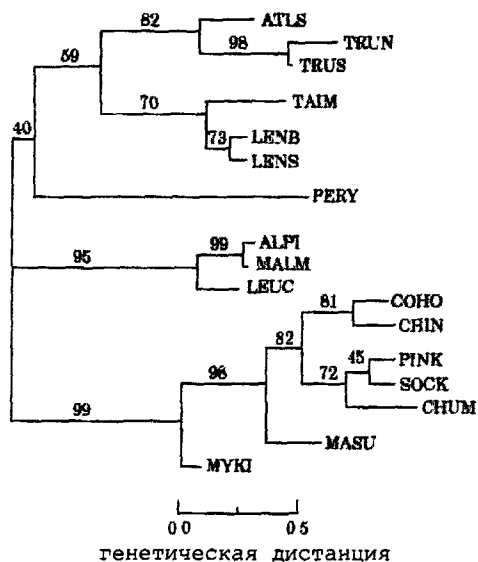 82
ATLS
98
TRUN
59
TRUS
70
TAIM
40
73
LENB
LENS
PERY
99
ALPI
95
MALM
LEUC
81
COHO
82
CHIN
45
PINK
98
72
SOCK
99
CHUM
MASU
MYKI
0 0
0 5
генетическая дистанция